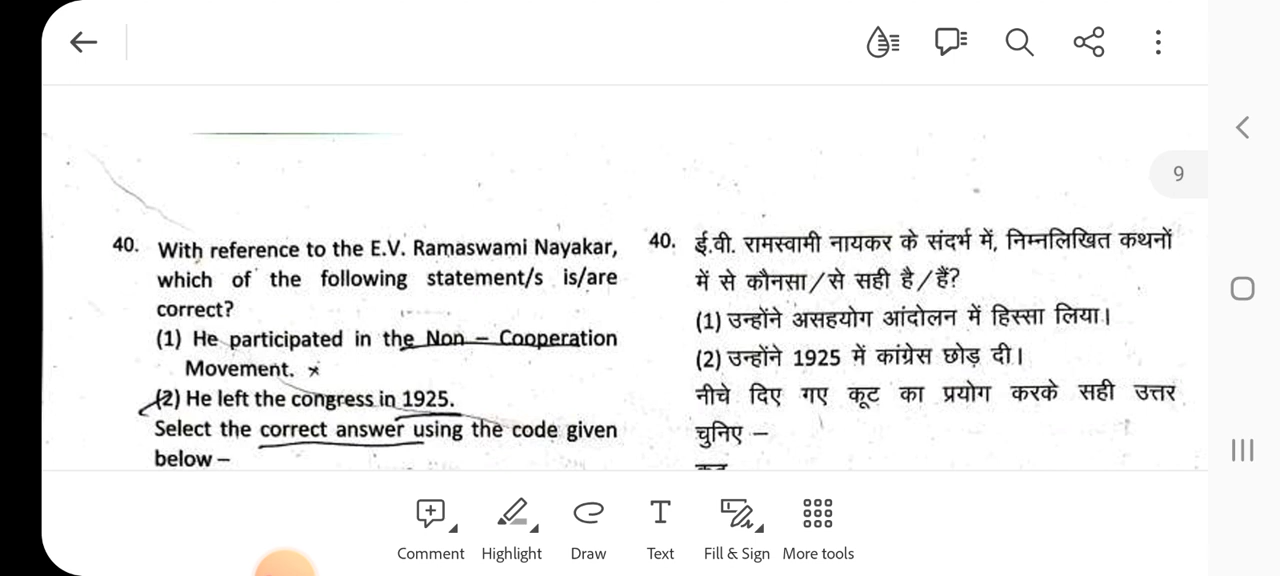 9
40. With reference to the E.V. Ramaswami Nayakar,
which of the following statement/s is/are
correct?
(1) He participated in the Non – Cooperation
Movement.
(2) He left the congress in 1925.
Select the correct answer using the code given
below –
40. ई.वी. रामस्वामी नायकर के संदर्भ में, निम्नलिखित कथनों
में से कौनसा/से सही है/हैं?
(1) उन्होंने असहयोग आंदोलन में हिस्सा लिया।
(2) उन्होंने 1925 में कांग्रेस छोड़ दी।
नीचे दिए गए कूट का प्रयोग करके सही उत्तर
चुनिए –
Comment Highlight Draw Text Fill & Sign More tools